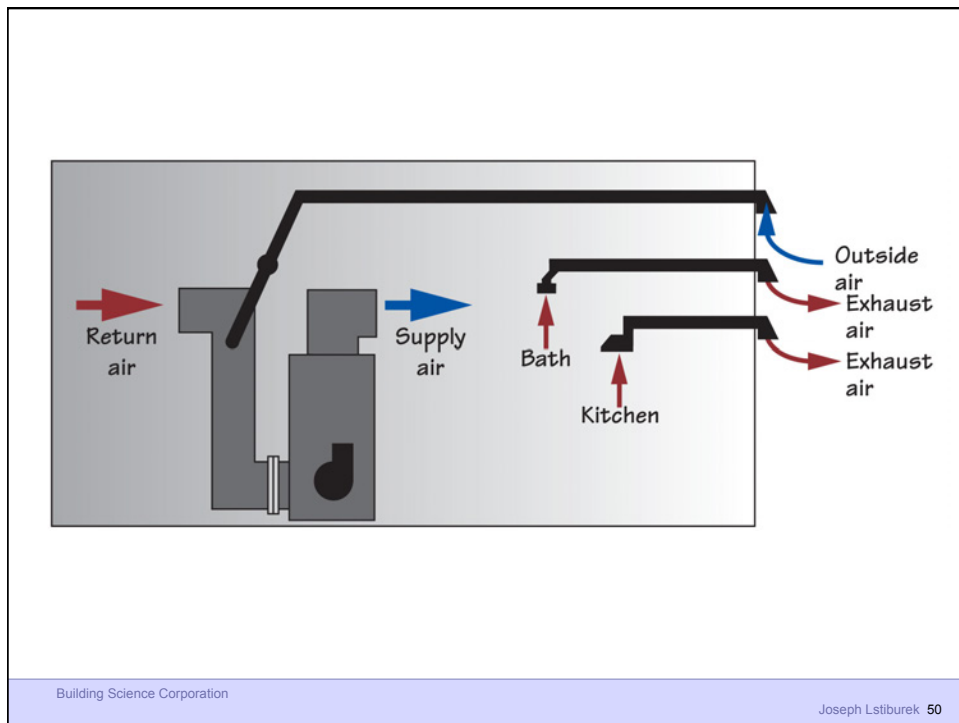 Outside
air
Exhaust
air
Return
air
Supply
air
Bath
Exhaust
air
Kitchen
Building Science Corporation
Joseph Lstiburek 50